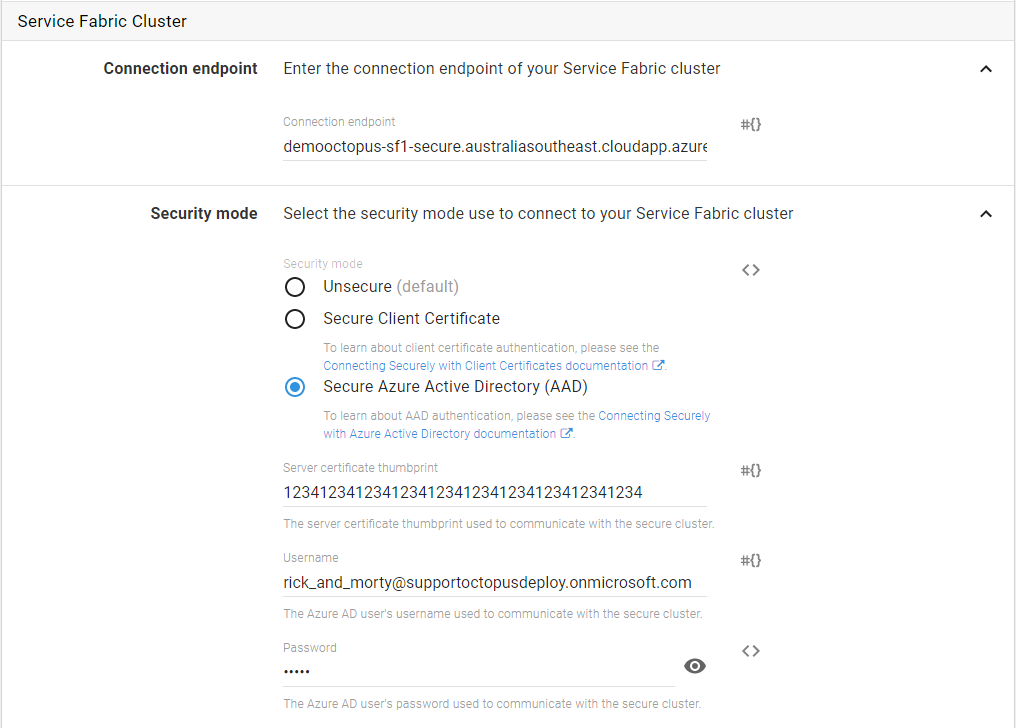 Service Fabric Cluster
Connection endpoint Enter the connection endpoint of your Service Fabric cluster
Connection endpoint
#{}
demooctopus-sf1-secure.australiasoutheast.cloudapp.azure
Security mode Select the security mode use to connect to your Service Fabric cluster
Security mode
<>
Unsecure (default)
Secure Client Certificate
To learn about client certificate authentication, please see the
Connecting Securely with Client Certificates documentation.
Secure Azure Active Directory (AAD)
To learn about AAD authentication, please see the Connecting Securely
with Azure Active Directory documentation.
Server certificate thumbprint
#{}
1234123412341234123412341234123412341234
The server certificate thumbprint used to communicate with the secure cluster.
Username
#{}
rick_and_morty@supportoctopusdeploy.onmicrosoft.com
The Azure AD user's username used to communicate with the secure cluster.
Password
<>
•••••
The Azure AD user's password used to communicate with the secure cluster.